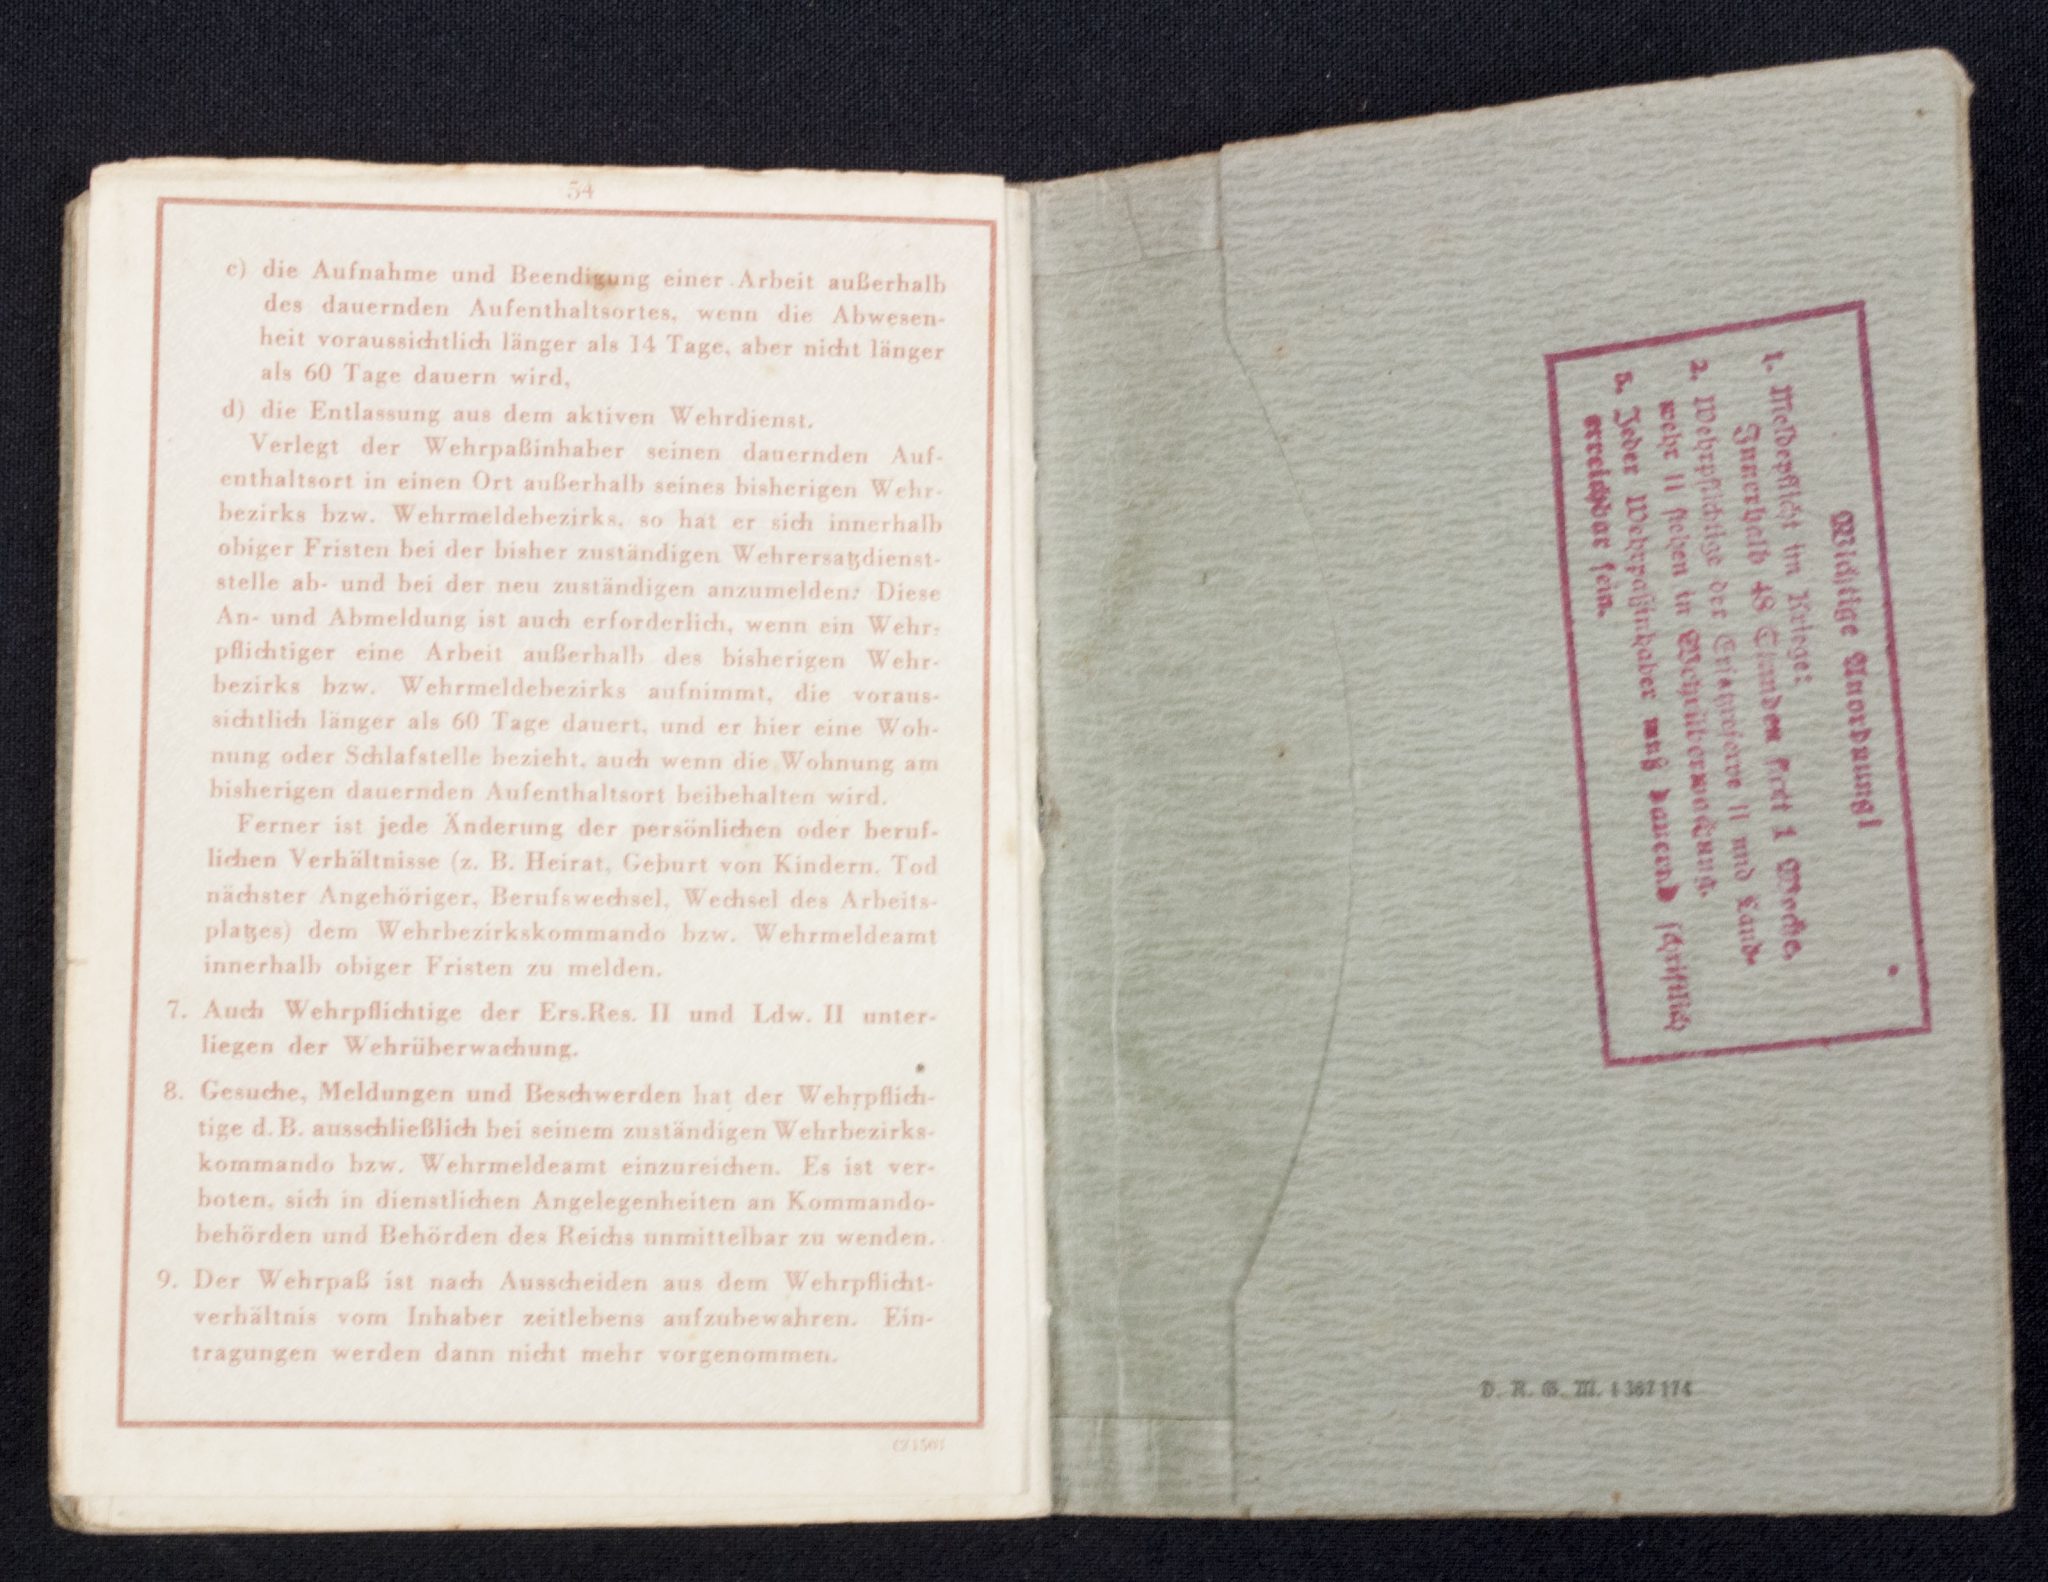 54
c) die Aufnahme und Beendigung einer Arbeit außerhalb
des dauernden Aufenthaltsortes, wenn die Abwesen-
heit voraussichtlich länger als 14 Tage, aber nicht länger
als 60 Tage dauern wird,
d) die Entlassung aus dem aktiven Wehrdienst.
Verlegt der Wehrpaßinhaber seinen dauernden Auf-
enthaltsort in einen Ort außerhalb seines bisherigen Wehr-
bezirks bzw. Wehrmeldebezirks, so hat er sich innerhalb
obiger Fristen bei der bisher zuständigen Wehrersatzdienst-
stelle ab- und bei der neu zuständigen anzumelden. Diese
An- und Abmeldung ist auch erforderlich, wenn ein Wehr-
pflichtiger eine Arbeit außerhalb des bisherigen Wehr-
bezirks bzw. Wehrmeldebezirks aufnimmt, die voraus-
sichtlich länger als 60 Tage dauert, und er hier eine Woh-
nung oder Schlafstelle bezieht, auch wenn die Wohnung am
bisherigen dauernden Aufenthaltsort beibehalten wird.
Ferner ist jede Änderung der persönlichen oder beruf-
lichen Verhältnisse (z. B. Heirat, Geburt von Kindern, Tod
nächster Angehöriger, Berufswechsel, Wechsel des Arbeits-
platzes) dem Wehrbezirkskommando bzw. Wehrmeldeamt
innerhalb obiger Fristen zu melden.
7. Auch Wehrpflichtige der Ers.Res. II und Ldw. II unter-
liegen der Wehrüberwachung.
8. Gesuche, Meldungen und Beschwerden hat der Wehrpflich-
tige d. B. ausschließlich bei seinem zuständigen Wehrbezirks-
kommando bzw. Wehrmeldeamt einzureichen. Es ist ver-
boten, sich in dienstlichen Angelegenheiten an Kommando-
behörden und Behörden des Reichs unmittelbar zu wenden.
9. Der Wehrpaß ist nach Ausscheiden aus dem Wehrpflicht-
verhältnis vom Inhaber zeitlebens aufzubewahren. Ein-
tragungen werden dann nicht mehr vorgenommen.
Wichtige Anordnung!
1. Meldepflicht im Kriege:
Innerhalb 48 Stunden statt 1 Woche.
2. Wehrpflichtige der Ersatzreserve II und Land-
wehr II stehen in Wehrüberwachung.
3. Jeder Wehrpaßinhaber muß dauernd schriftlich
erreichbar sein.
D. R. G. M. 1 387 174